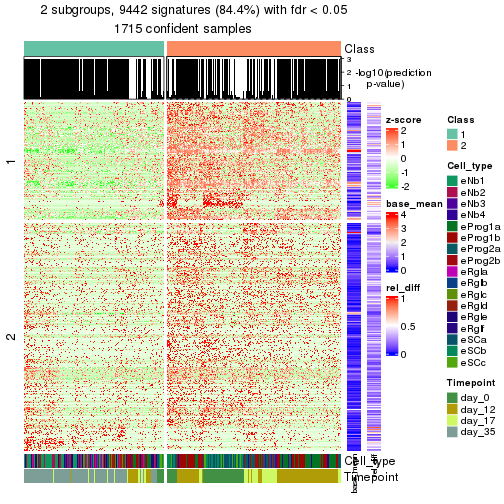 2 subgroups, 9442 signatures (84.4%) with fdr < 0.05
1715 confident samples
Class
3
2
1
0
-log10(prediction
p-value)
1
2
z-score
2
1
0
-1
-2
base_mean
4
3
2
1
0
rel_diff
1
0.5
0
Class
1
2
Cell_type
eNb1
eNb2
eNb3
eNb4
eProg1a
eProg1b
eProg2a
eProg2b
eRgla
eRglb
eRglc
eRgld
eRgle
eRglf
eSCa
eSCb
eSCc
Timepoint
day_0
day_12
day_17
day_35
Cell_type
Timepoint
base_mean
rel_diff